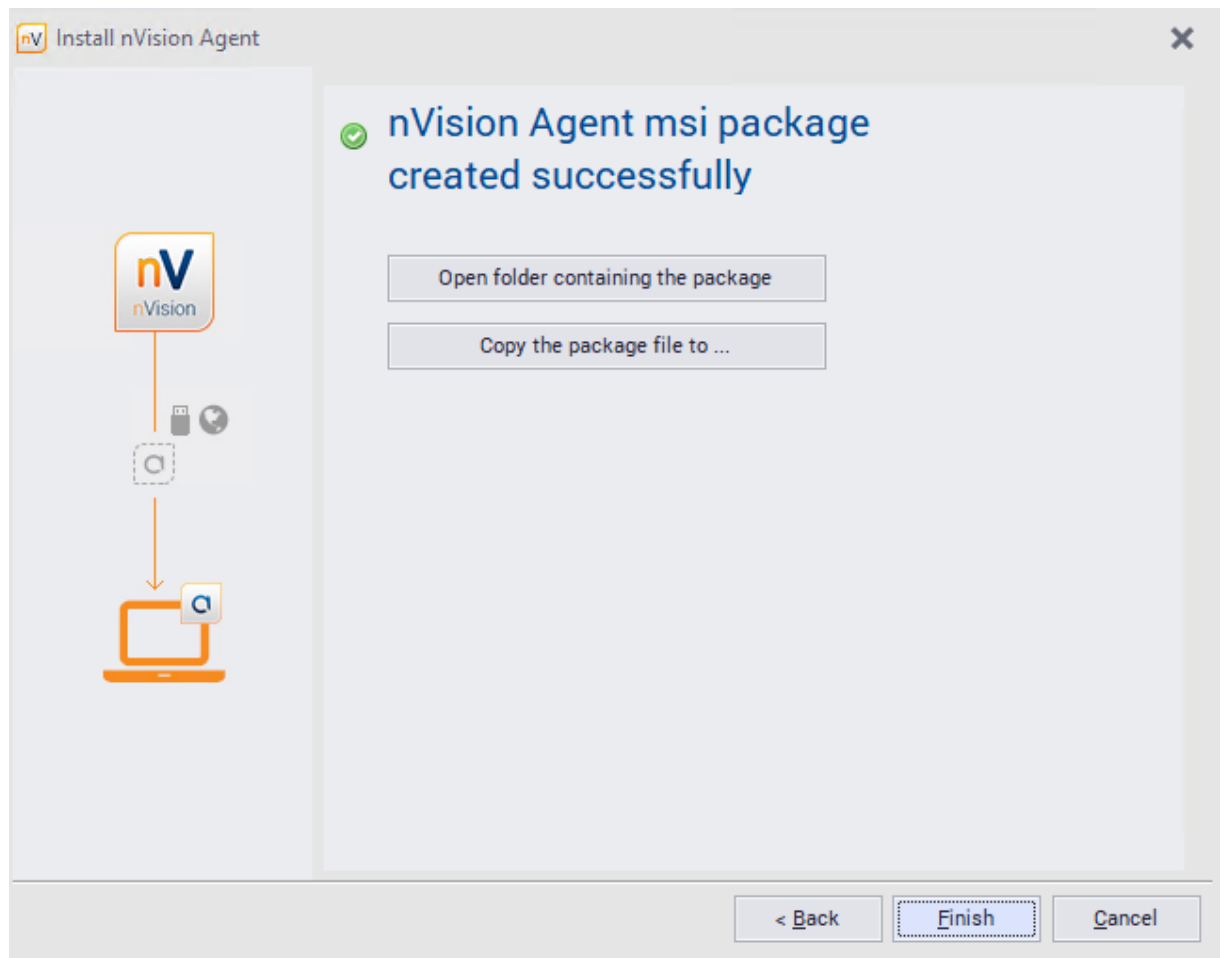 nV Install nVision Agent
nVision Agent msi package
created successfully
nV
nVision
Open folder containing the package
Copy the package file to ...
a
a
< Back
Finish
Cancel